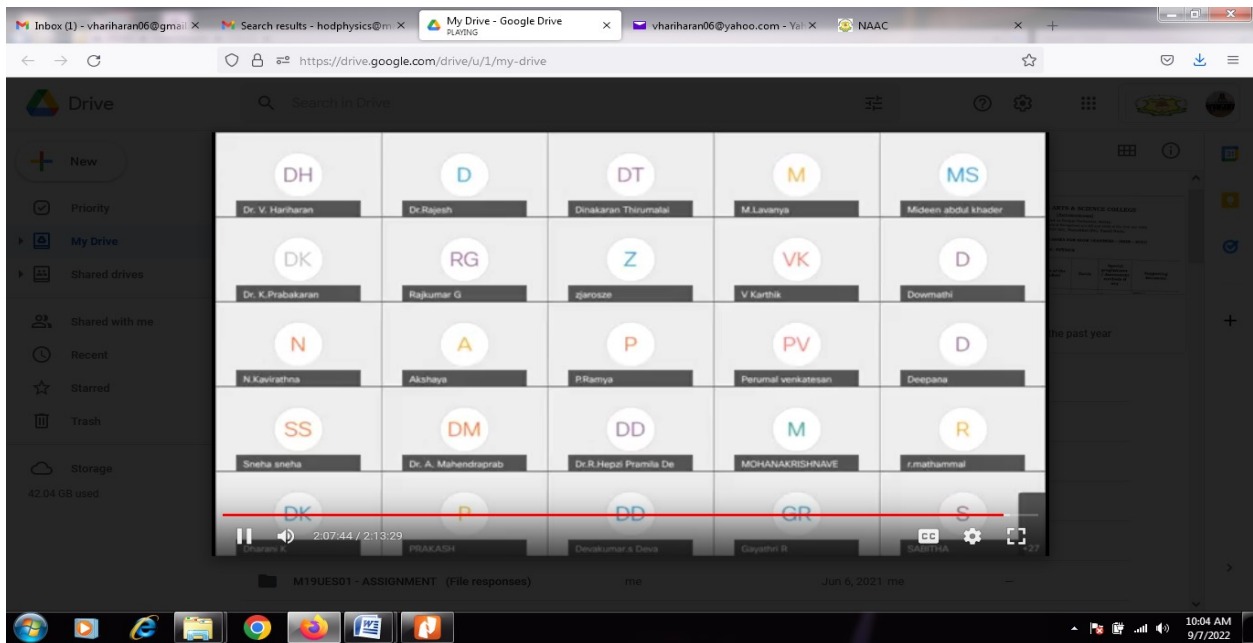 Inbox (1) - vhariharan06@gmail
Search results - hodphysics@m
My Drive - Google Drive
PLAYING
vhariharan06@yahoo.com - Yah
NAAC
https://drive.google.com/drive/u/1/my-drive
Drive
Search in Drive
New
Priority
My Drive
Shared drives
Shared with me
Recent
Starred
Trash
Storage
42.04 GB used
ARTS & SCIENCE COLLEGE
the past year
DH D DT M MS
Dr. V. Hariharan Dr.Rajesh Dinakaran Thirumalai M.Lavanya Mideen abdul khader
DK RG Z VK D
Dr. K.Prabakaran Rajkumar G zjarosze V Karthik Dowmathi
N A P PV D
N.Kavirathna Akshaya P.Ramya Perumal venkatesan Deepana
SS DM DD M R
Sneha sneha Dr. A. Mahendraprab Dr.R.Hepzi Pramila De MOHANAKRISHNAVE r.mathammal
DK P DD GR S
2:07:44 / 2:13:29 CC
Dharani K PRAKASH Devakumar.s Deva Gayathri R SABITHA +27
M19UES01 - ASSIGNMENT (File responses) me Jun 6, 2021 me –
10:04 AM
9/7/2022